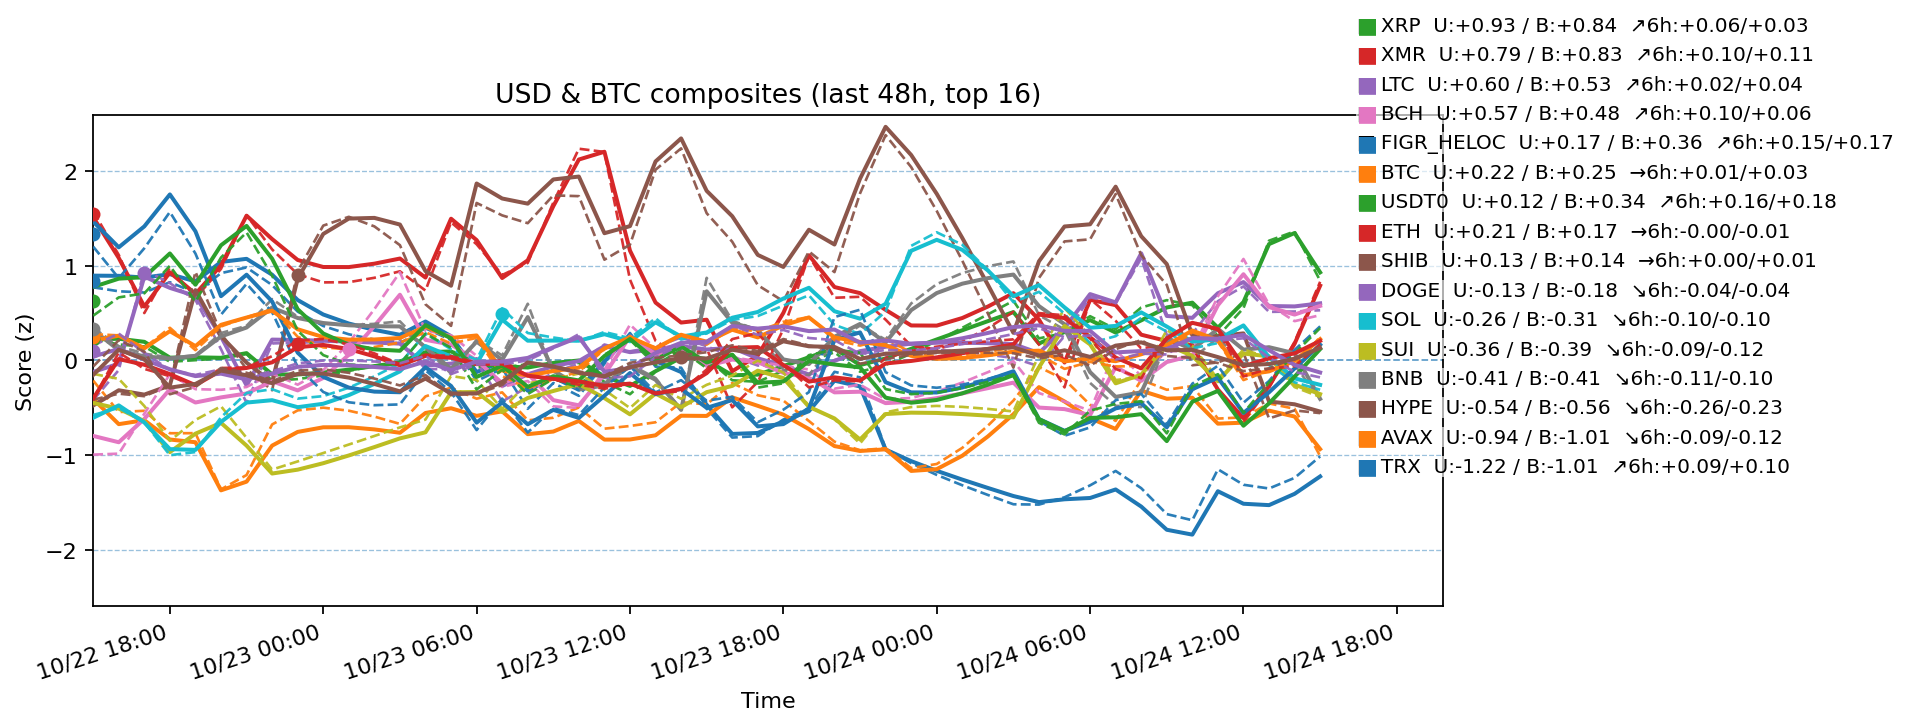 USD & BTC composites (last 48h, top 16)
XRP  U:+0.93 / B:+0.84  ↗6h:+0.06/+0.03
XMR  U:+0.79 / B:+0.83  ↗6h:+0.10/+0.11
LTC  U:+0.60 / B:+0.53  ↗6h:+0.02/+0.04
BCH  U:+0.57 / B:+0.48  ↗6h:+0.10/+0.06
FIGR_HELOC  U:+0.17 / B:+0.36  ↗6h:+0.15/+0.17
BTC  U:+0.22 / B:+0.25  →6h:+0.01/+0.03
USDT0  U:+0.12 / B:+0.34  ↗6h:+0.16/+0.18
ETH  U:+0.21 / B:+0.17  →6h:-0.00/-0.01
SHIB  U:+0.13 / B:+0.14  →6h:+0.00/+0.01
DOGE  U:-0.13 / B:-0.18  ↘6h:-0.04/-0.04
SOL  U:-0.26 / B:-0.31  ↘6h:-0.10/-0.10
SUI  U:-0.36 / B:-0.39  ↘6h:-0.09/-0.12
BNB  U:-0.41 / B:-0.41  ↘6h:-0.11/-0.10
HYPE  U:-0.54 / B:-0.56  ↘6h:-0.26/-0.23
AVAX  U:-0.94 / B:-1.01  ↘6h:-0.09/-0.12
TRX  U:-1.22 / B:-1.01  ↗6h:+0.09/+0.10
Score (z)
2
1
0
−1
−2
10/22 18:00
10/23 00:00
10/23 06:00
10/23 12:00
10/23 18:00
10/24 00:00
10/24 06:00
10/24 12:00
10/24 18:00
Time